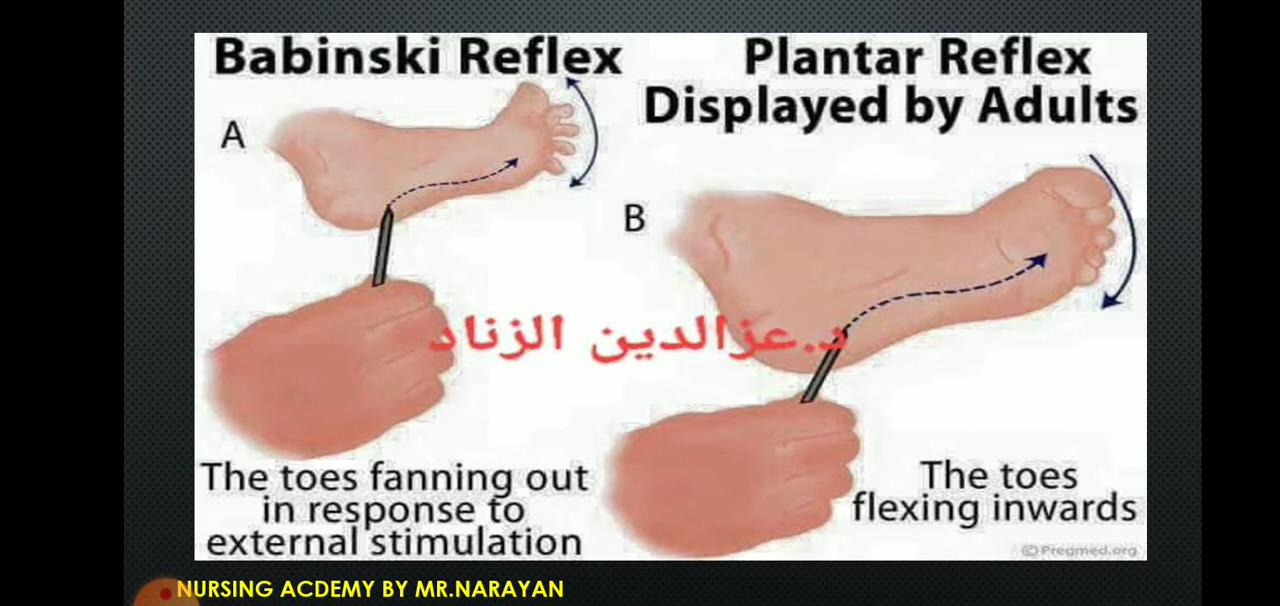 Babinski Reflex
A
The toes fanning out
in response to
external stimulation
Plantar Reflex
Displayed by Adults
B
The toes
flexing inwards
د.عزالدين الزناد
©Pregmed.org
NURSING ACDEMY BY MR.NARAYAN